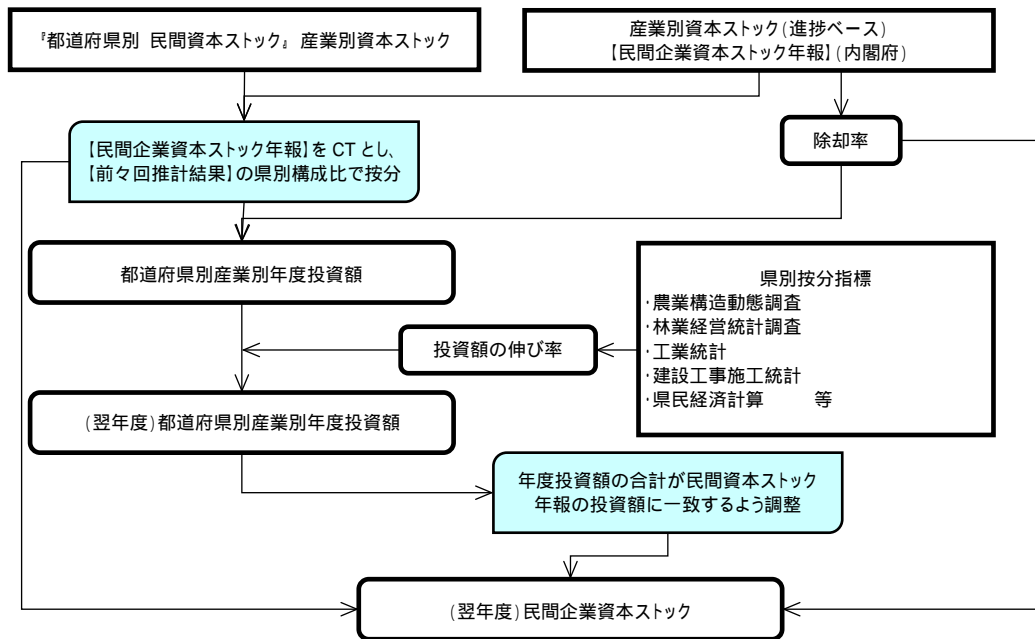 『都道府県別 民間資本ストック』産業別資本ストック
産業別資本ストック(進捗ベース)
【民間企業資本ストック年報】(内閣府)
【民間企業資本ストック年報】をCTとし、
【前々回推計結果】の県別構成比で按分
除却率
都道府県別産業別年度投資額
県別按分指標
・農業構造動態調査
・林業経営統計調査
・工業統計
・建設工事施工統計
・県民経済計算 等
投資額の伸び率
(翌年度)都道府県別産業別年度投資額
年度投資額の合計が民間資本ストック
年報の投資額に一致するよう調整
(翌年度)民間企業資本ストック